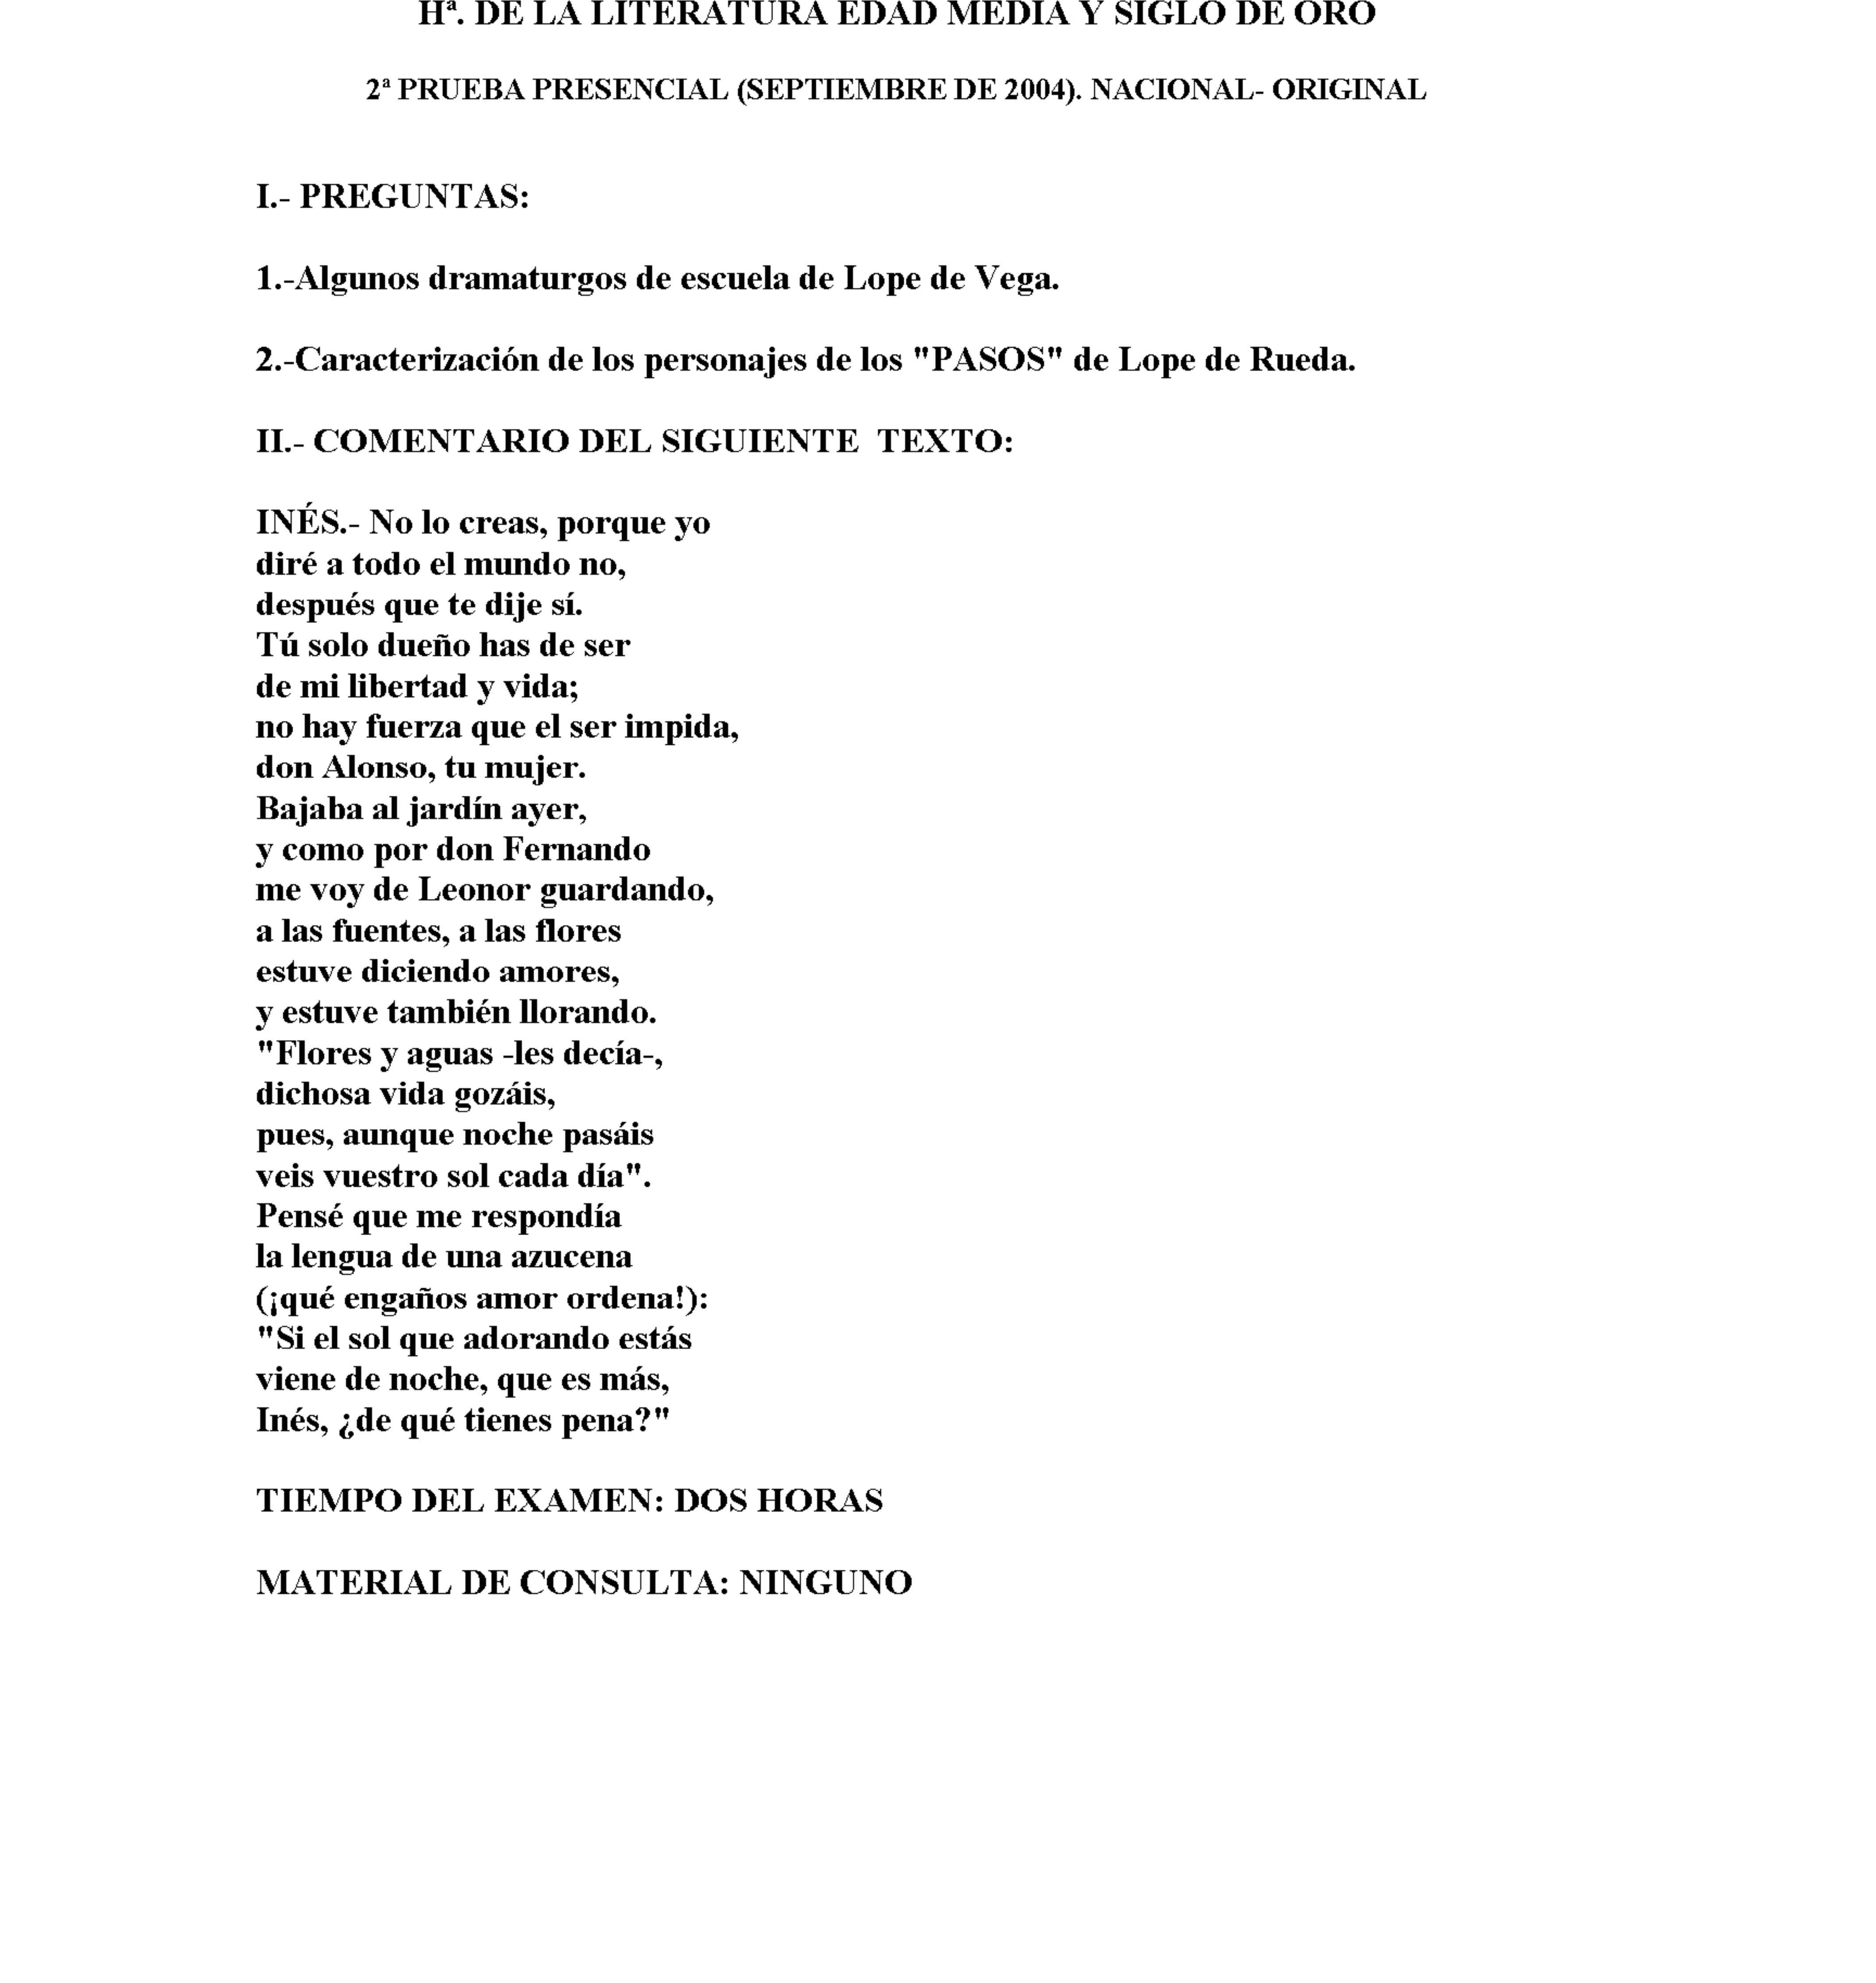 Hª. DE LA LITERATURA EDAD MEDIA Y SIGLO DE ORO
2ª PRUEBA PRESENCIAL (SEPTIEMBRE DE 2004). NACIONAL- ORIGINAL
I.- PREGUNTAS:
1.-Algunos dramaturgos de escuela de Lope de Vega.
2.-Caracterización de los personajes de los "PASOS" de Lope de Rueda.
II.- COMENTARIO DEL SIGUIENTE  TEXTO:
INÉS.- No lo creas, porque yo
diré a todo el mundo no,
después que te dije sí.
Tú solo dueño has de ser
de mi libertad y vida;
no hay fuerza que el ser impida,
don Alonso, tu mujer.
Bajaba al jardín ayer,
y como por don Fernando
me voy de Leonor guardando,
a las fuentes, a las flores
estuve diciendo amores,
y estuve también llorando.
"Flores y aguas -les decía-,
dichosa vida gozáis,
pues, aunque noche pasáis
veis vuestro sol cada día".
Pensé que me respondía
la lengua de una azucena
(¡qué engaños amor ordena!):
"Si el sol que adorando estás
viene de noche, que es más,
Inés, ¿de qué tienes pena?"
TIEMPO DEL EXAMEN: DOS HORAS
MATERIAL DE CONSULTA: NINGUNO